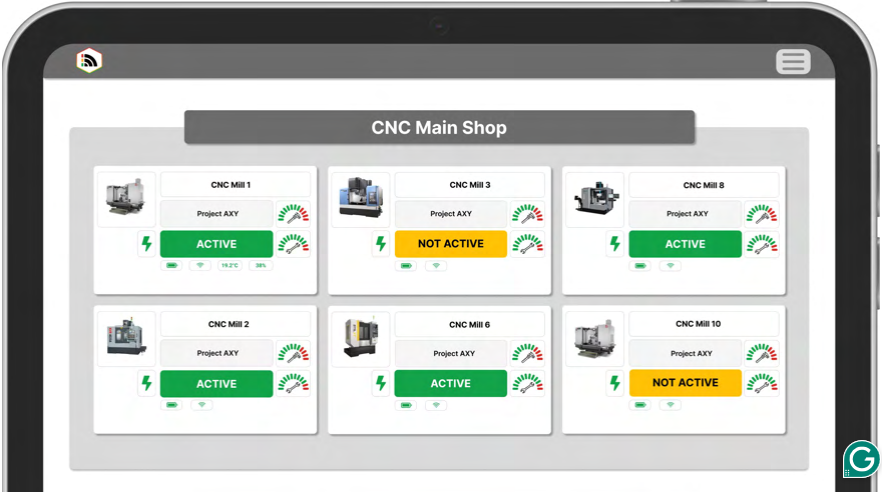 CNC Main Shop
CNC Mill 1
Project AXY
ACTIVE
19.2°C 38%
CNC Mill 3
Project AXY
NOT ACTIVE
CNC Mill 8
Project AXY
ACTIVE
CNC Mill 2
Project AXY
ACTIVE
CNC Mill 6
Project AXY
ACTIVE
CNC Mill 10
Project AXY
NOT ACTIVE
G